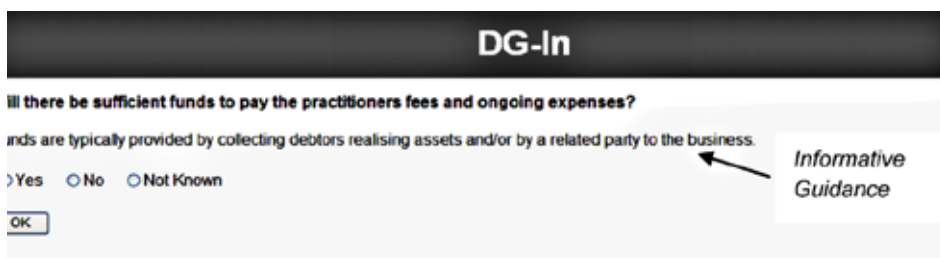 DG-In
ill there be sufficient funds to pay the practitioners fees and ongoing expenses?
unds are typically provided by collecting debtors realising assets and/or by a related party to the business.
Yes No Not Known
OK
Informative
Guidance